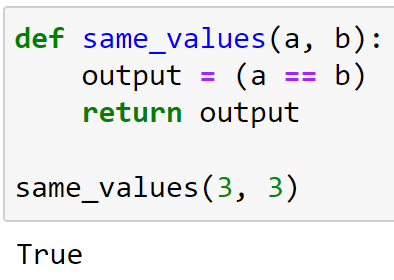 def same_values(a, b):
    output = (a == b)
    return output

same_values(3, 3)
True